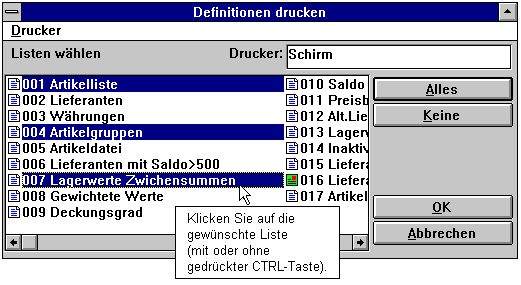 Definitionen drucken
Drucker
Listen wählen
Drucker: Schirm
001 Artikelliste
002 Lieferanten
003 Währungen
004 Artikelgruppen
005 Artikeldatei
006 Lieferanten mit Saldo>500
007 Lagerwerte Zwichensummen
008 Gewichtete Werte
009 Deckungsgrad
010 Saldo
011 Preisb
012 Alt.Lie
013 Lagerv
014 Inaktiv
015 Liefera
016 Liefera
017 Artikel
Alles
Keine
OK
Abbrechen
Klicken Sie auf die
gewünschte Liste
(mit oder ohne
gedrückter CTRL-Taste).